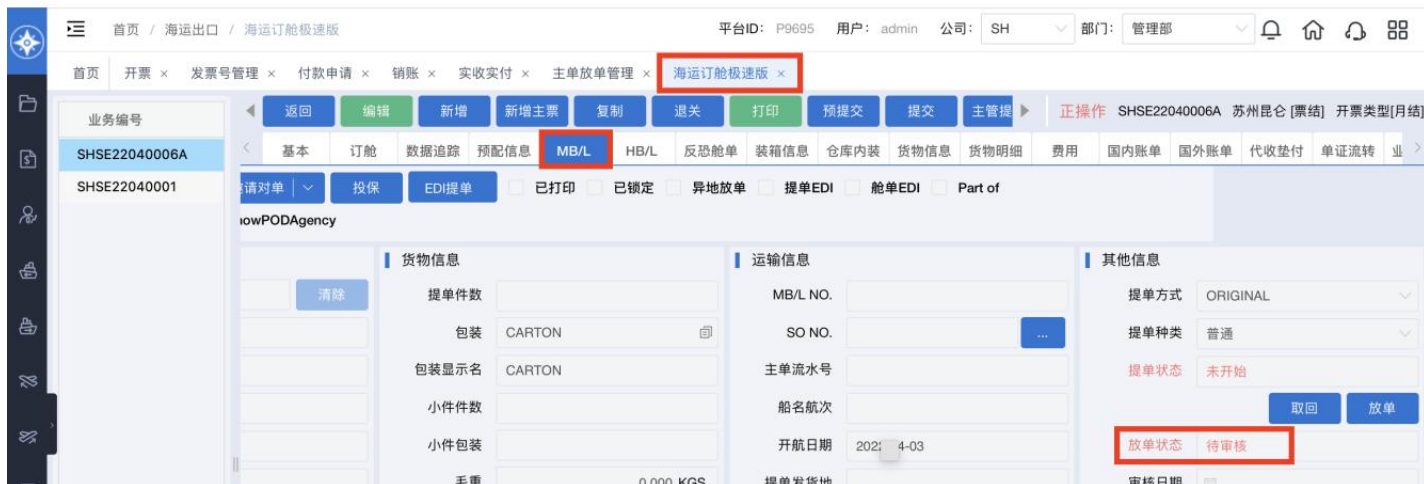 首页 / 海运出口 / 海运订舱极速版 平台ID: P9695 用户: admin 公司: SH 部门: 管理部
首页 开票 × 发票号管理 × 付款申请 × 销账 × 实收实付 × 主单放单管理 × 海运订舱极速版 ×
业务编号
SHSE22040006A
SHSE22040001
返回 编辑 新增 新增主票 复制 退关 打印 预提交 提交 主管提 正操作 SHSE22040006A 苏州昆仑 [票结] 开票类型[月结]
基本 订舱 数据追踪 预配信息 MB/L HB/L 反恐舱单 装箱信息 仓库内装 货物信息 货物明细 费用 国内账单 国外账单 代收垫付 单证流转
请对单 投保 EDI提单 已打印 已锁定 异地放单 提单EDI 舱单EDI Part of
owPODAgency
货物信息 运输信息 其他信息
清除 提单件数 MB/L NO. 提单方式 ORIGINAL
包装 CARTON SO NO. ... 提单种类 普通
包装显示名 CARTON 主单流水号 提单状态 未开始
小件件数 船名航次 取回 放单
小件包装 开航日期 202 4-03 放单状态 待审核
毛重 0.000 KGS 提单发货地 审核日期